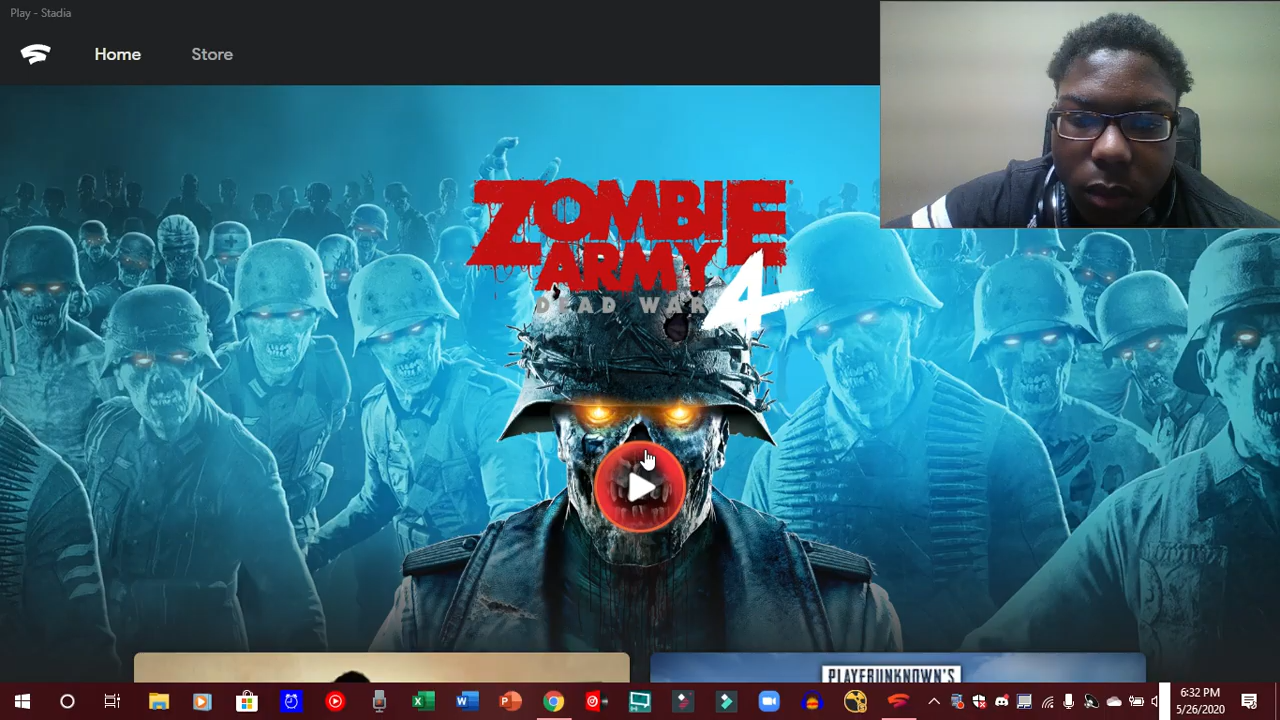 Play - Stadia
Home
Store
ZOMBIE
ARMY 4
DEAD WAR
PLAYERUNKNOWN'S
6:32 PM
5/26/2020